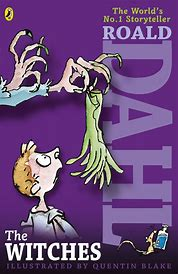 The World's
No.1 Storyteller
ROALD
DAHL
The
WITCHES
ILLUSTRATED BY QUENTIN BLAKE